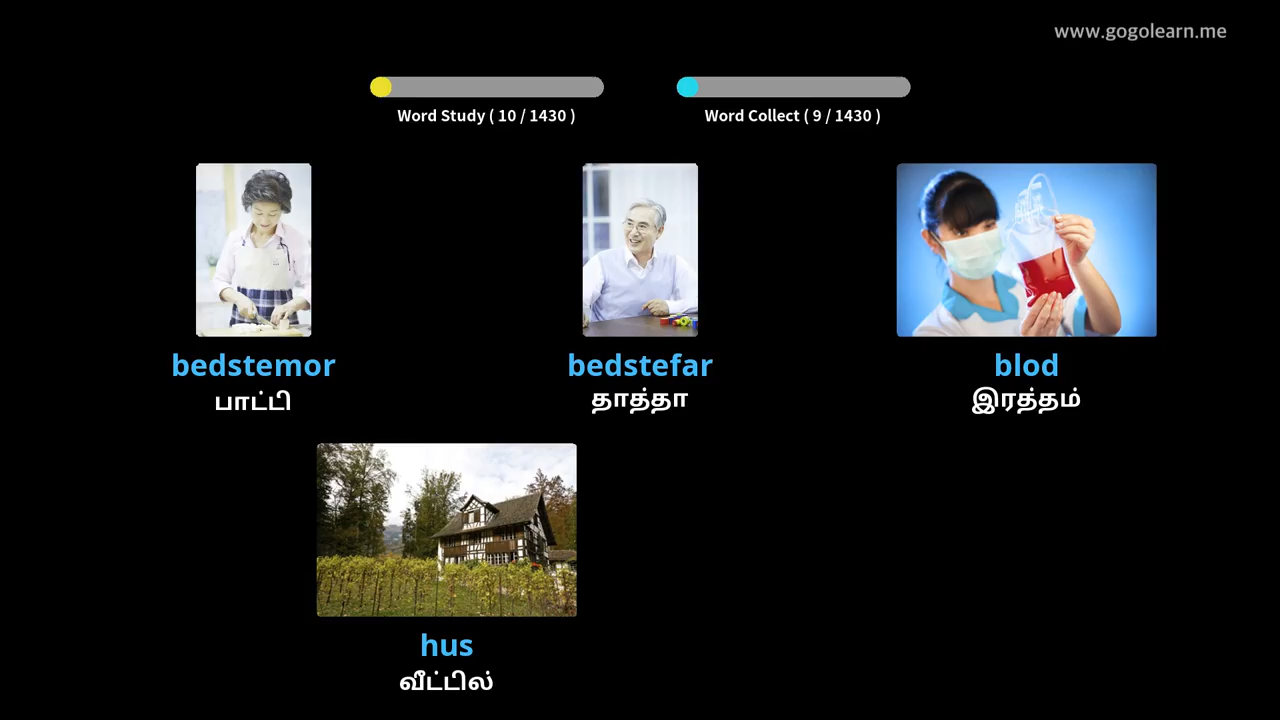 www.gogolearn.me
Word Study ( 10 / 1430 )
Word Collect ( 9 / 1430 )
bedstemor
பாட்டி
bedstefar
தாத்தா
blod
இரத்தம்
hus
வீட்டில்